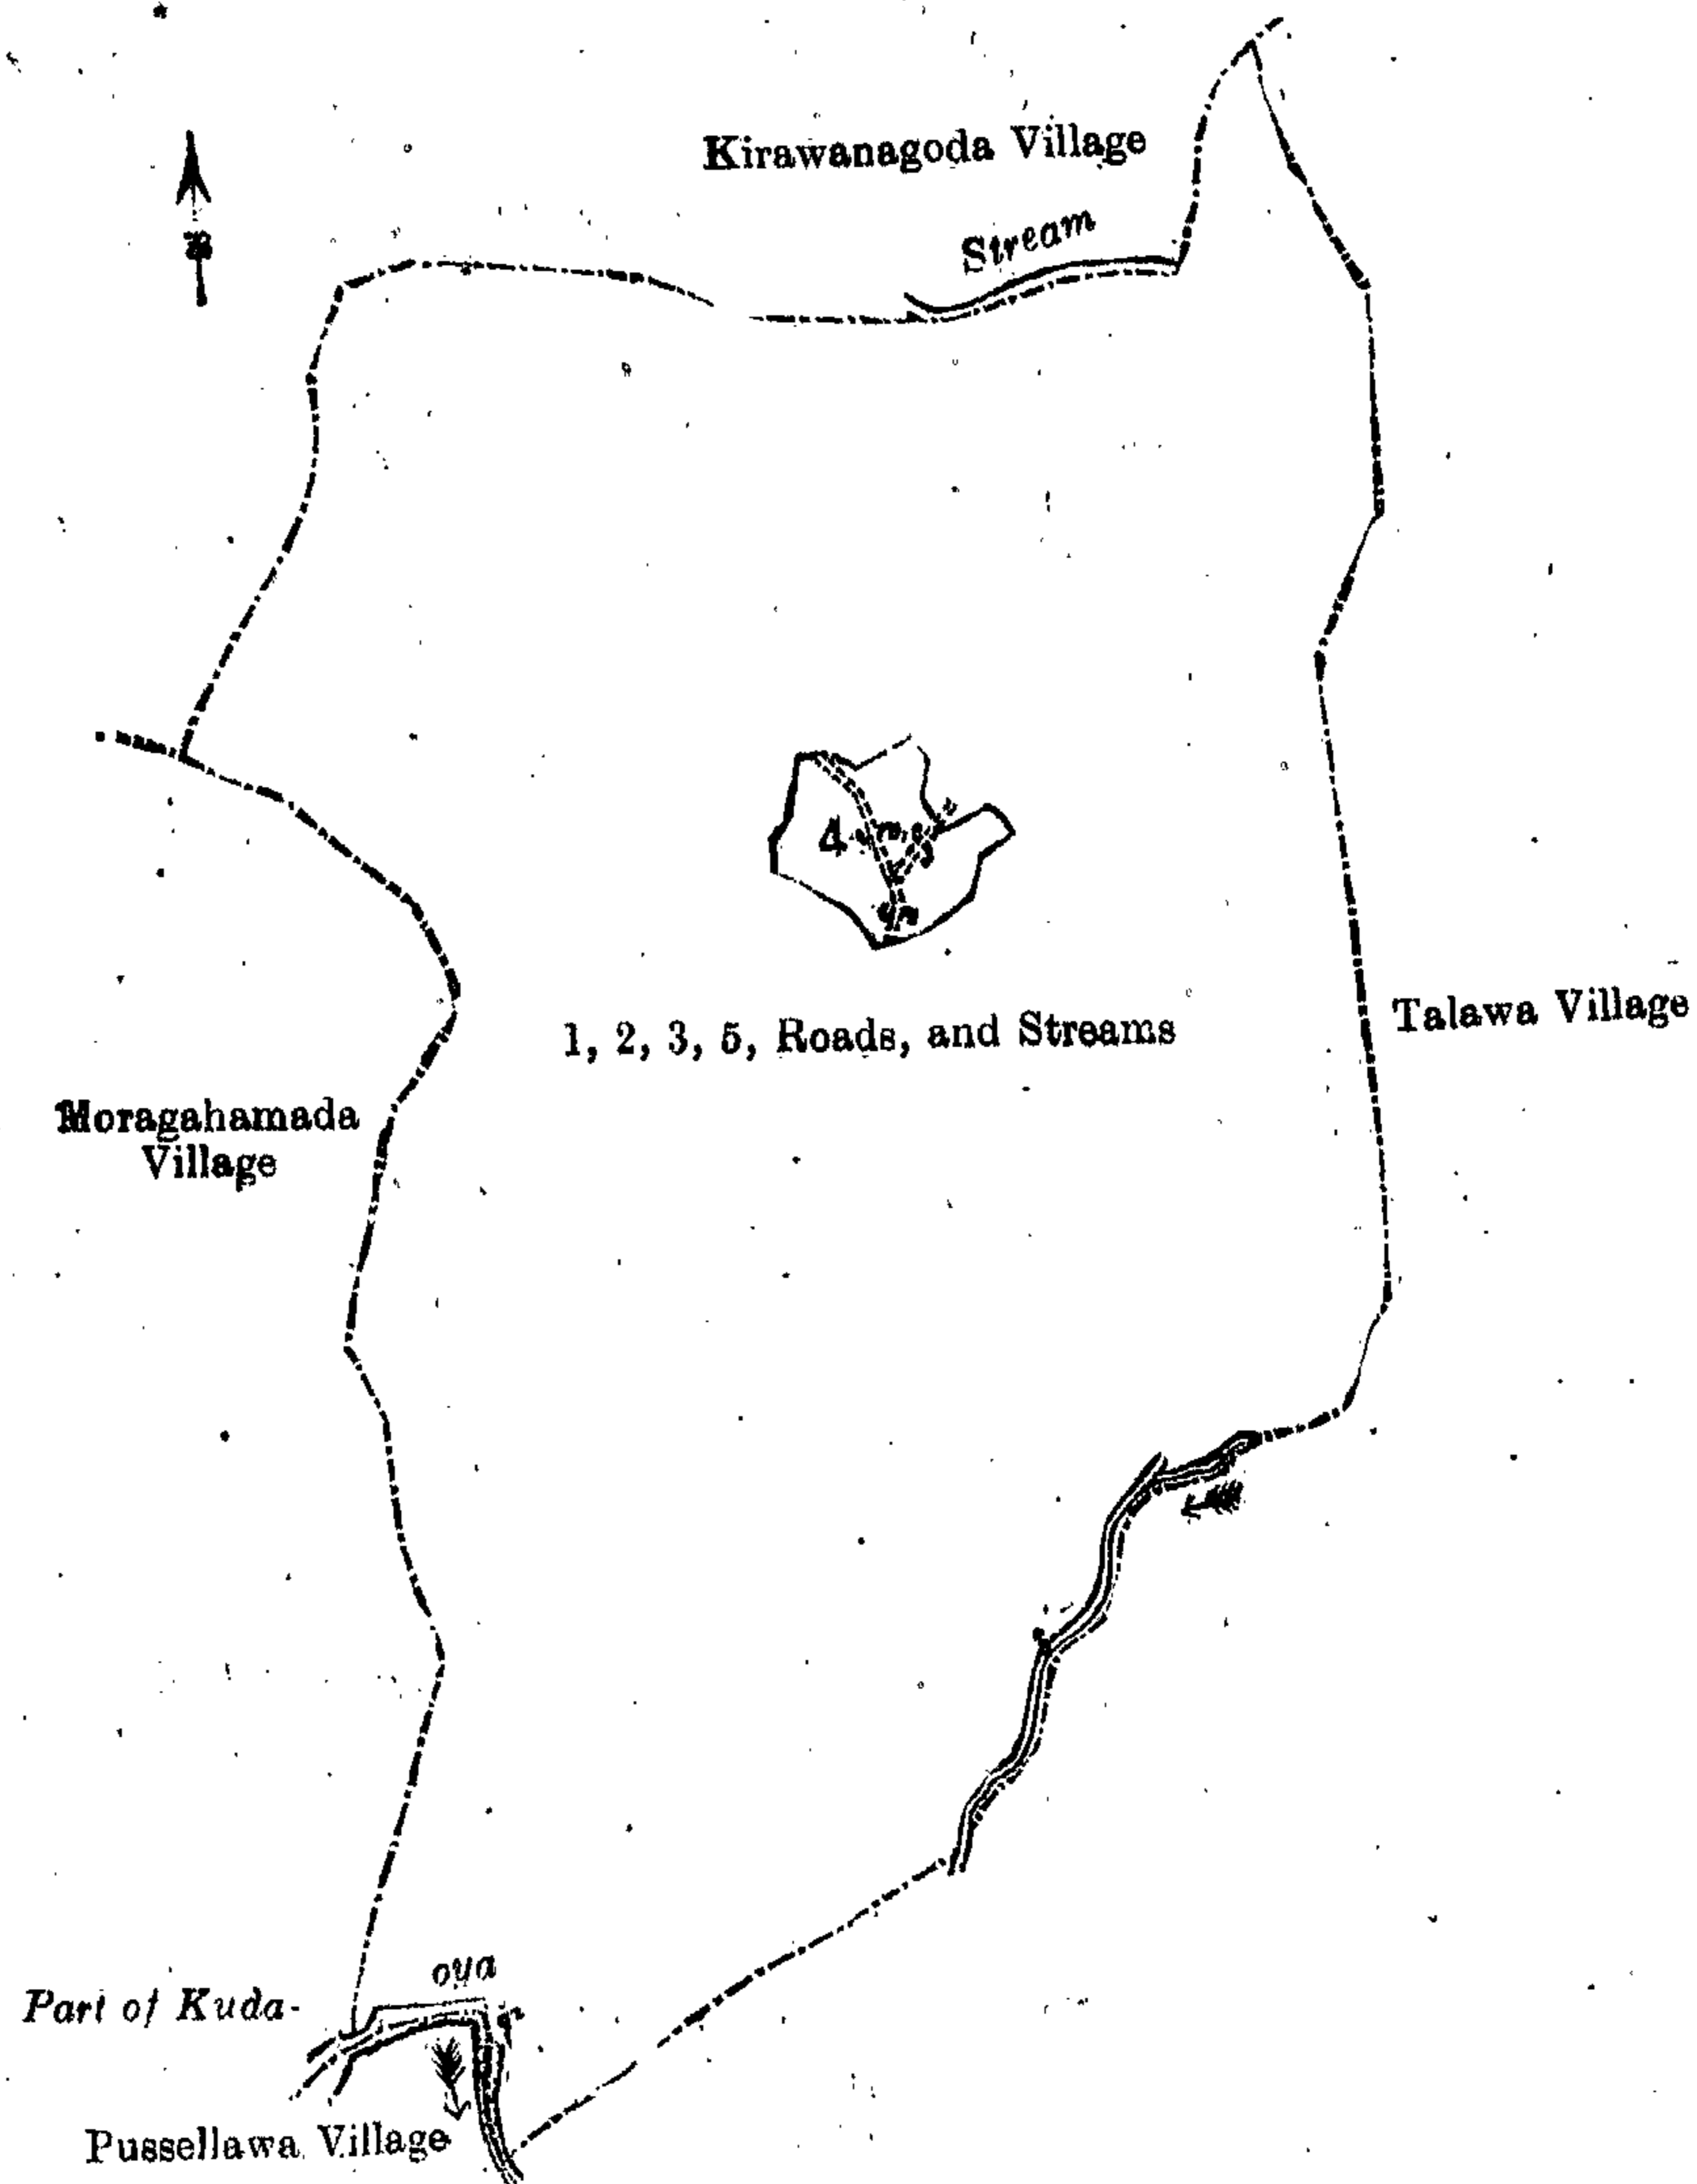 Kirawanagoda Village
Stream
4
1, 2, 3, 5, Roads, and Streams
Talawa Village
Moragahamada
Village
oya
Part of Kuda-
Pussellawa Village